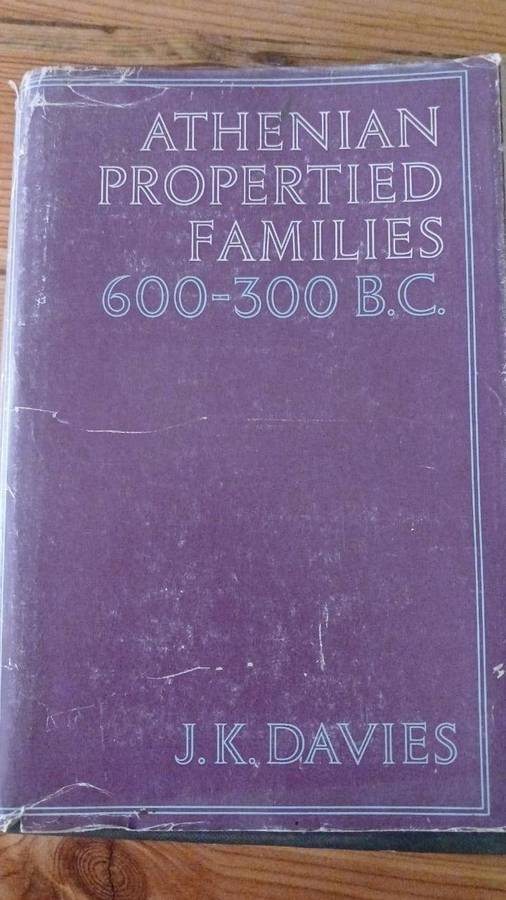 ATHENIAN
PROPERTIED
FAMILIES
600-300 B.C.
J.K. DAVIES